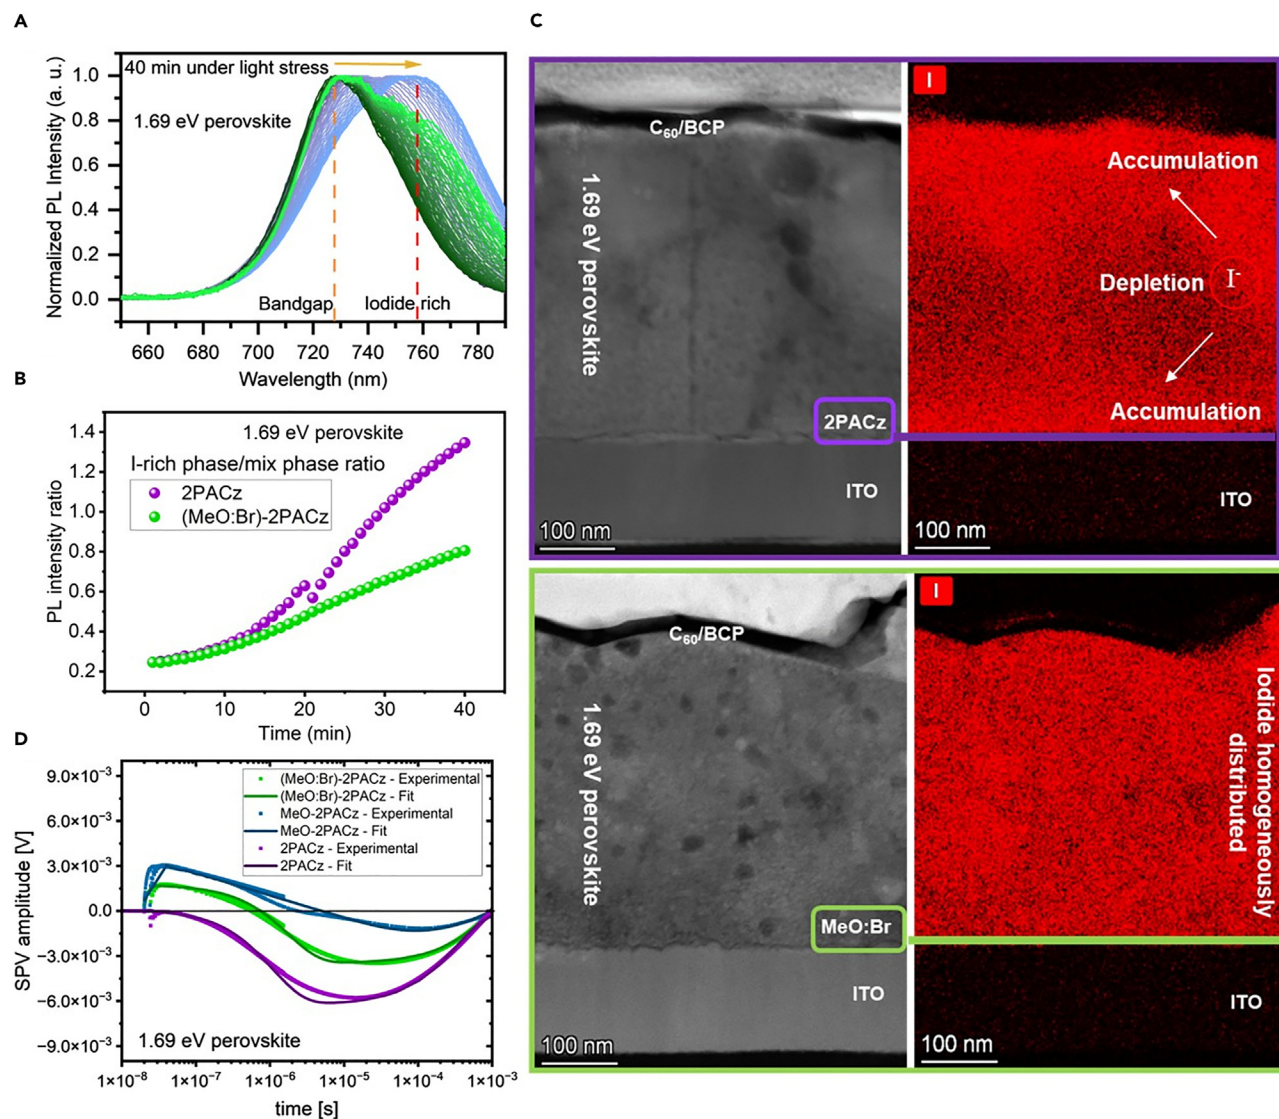 A
40 min under light stress
1.69 eV perovskite
Bandgap
Iodide rich
Normalized PL Intensity (a. u.)
1.0
0.8
0.6
0.4
0.2
0.0
660 680 700 720 740 760 780
Wavelength (nm)
B
1.69 eV perovskite
I-rich phase/mix phase ratio
2PACz
(MeO:Br)-2PACz
PL intensity ratio
1.4
1.2
1.0
0.8
0.6
0.4
0.2
0 10 20 30 40
Time (min)
D
(MeO:Br)-2PACz - Experimental
(MeO:Br)-2PACz - Fit
MeO-2PACz - Experimental
MeO-2PACz - Fit
2PACz - Experimental
2PACz - Fit
SPV amplitude [V]
9.0×10⁻³
6.0×10⁻³
3.0×10⁻³
0.0
−3.0×10⁻³
−6.0×10⁻³
−9.0×10⁻³
1.69 eV perovskite
1×10⁻⁸ 1×10⁻⁷ 1×10⁻⁶ 1×10⁻⁵ 1×10⁻⁴ 1×10⁻³
time [s]
C
C₆₀/BCP
1.69 eV perovskite
2PACz
ITO
100 nm
I
Accumulation
Depletion
I⁻
Accumulation
ITO
100 nm
C₆₀/BCP
1.69 eV perovskite
MeO:Br
ITO
100 nm
I
Iodide homogeneously
distributed
ITO
100 nm